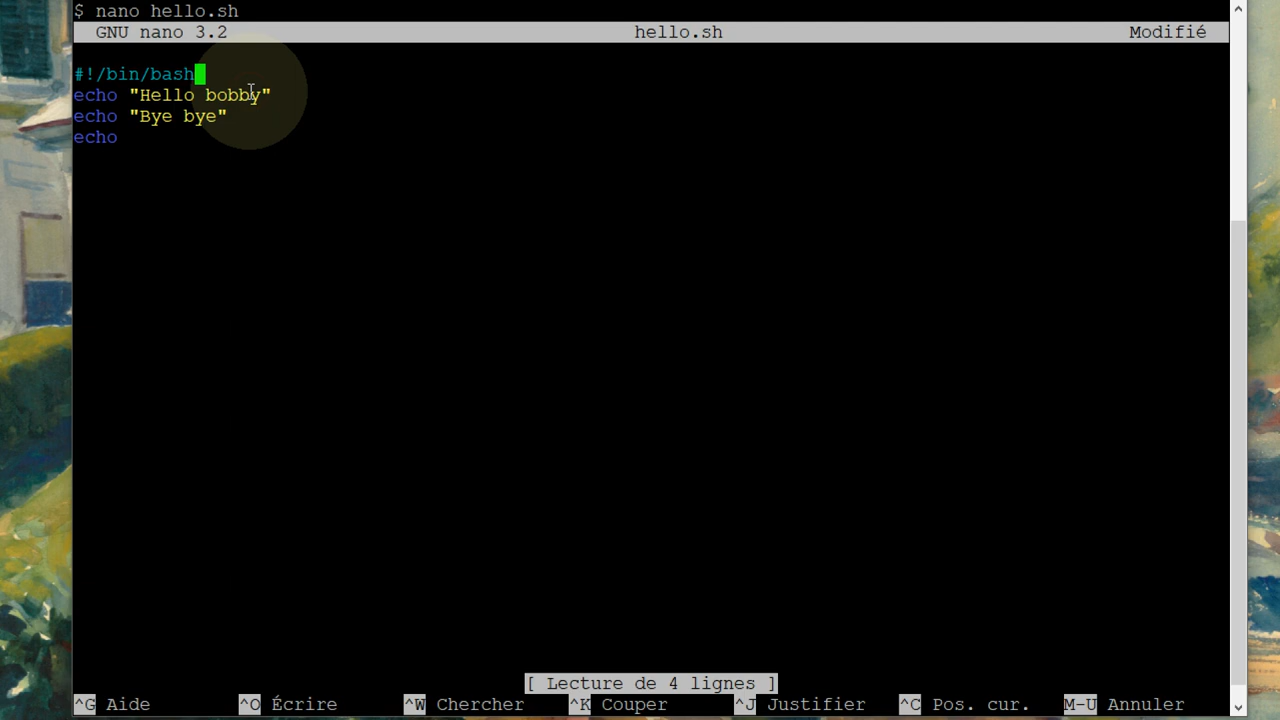 $ nano hello.sh
GNU nano 3.2 hello.sh Modifié
#!/bin/bash
echo "Hello bobby"
echo "Bye bye"
echo
[ Lecture de 4 lignes ]
^G Aide ^O Écrire ^W Chercher ^K Couper ^J Justifier ^C Pos. cur. M-U Annuler